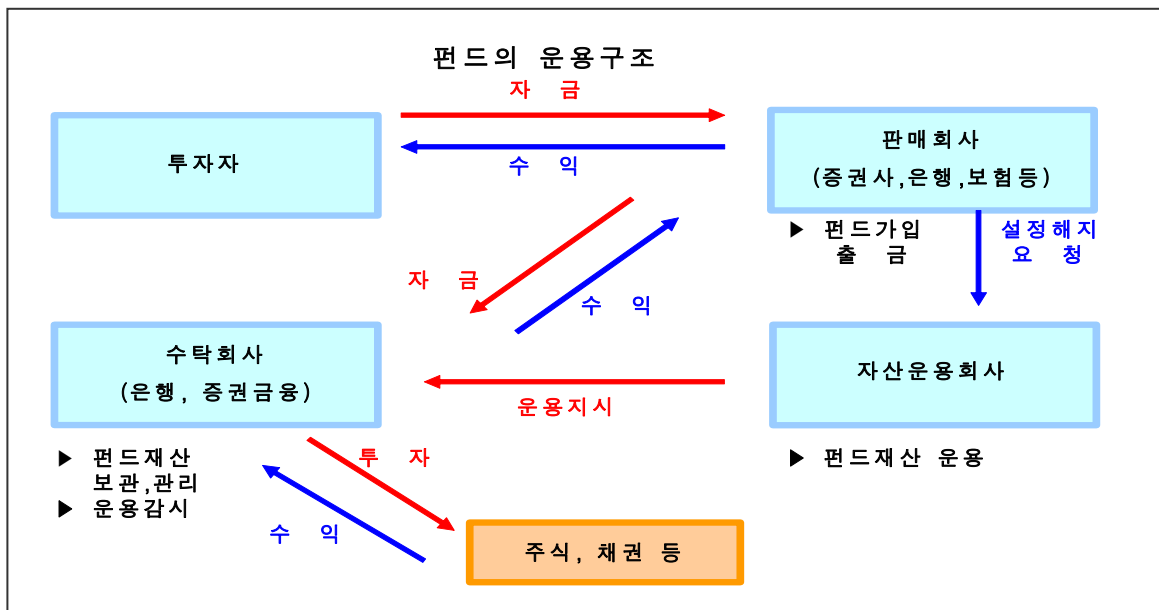 펀드의 운용구조
자 금
투자자
수 익
판매회사
(증권사,은행,보험등)
▶ 펀드가입
출 금
설정해지
요 청
자 금
수 익
수탁회사
(은행, 증권금융)
자산운용회사
운용지시
▶ 펀드재산
보관,관리
▶ 운용감시
투 자
▶ 펀드재산 운용
수 익
주식, 채권 등